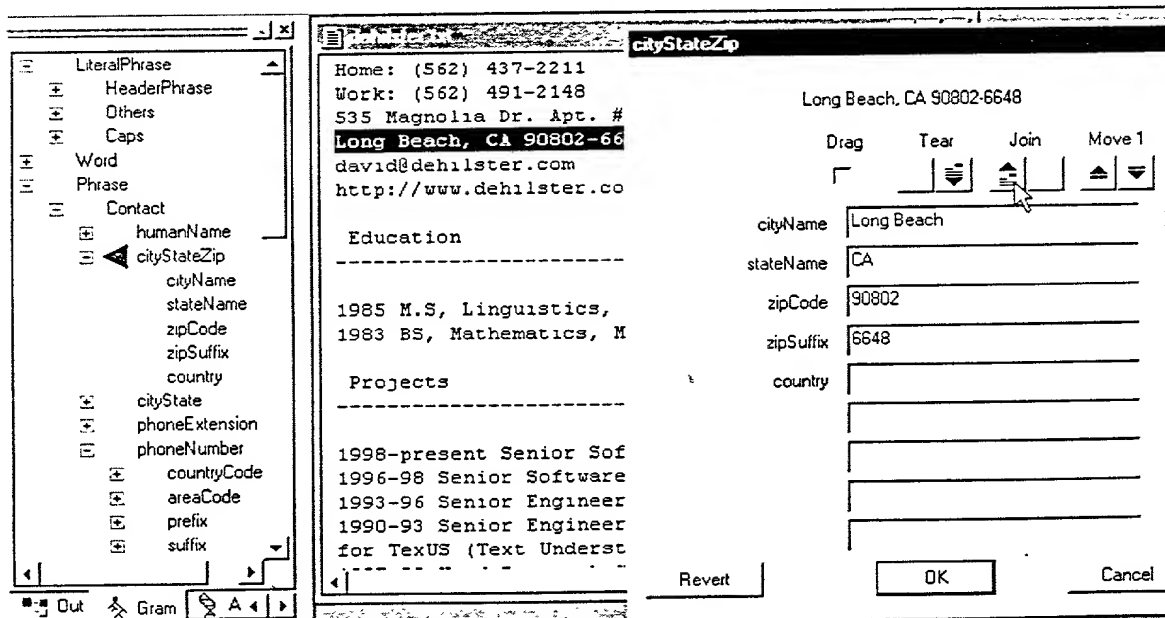 LiteralPhrase
HeaderPhrase
Others
Caps
Word
Phrase
Contact
humanName
cityStateZip
cityName
stateName
zipCode
zipSuffix
country
cityState
phoneExtension
phoneNumber
countryCode
areaCode
prefix
suffix
Out Gram A
Home: (562) 437-2211
Work: (562) 491-2148
535 Magnolia Dr. Apt. #
Long Beach, CA 90802-66
david@dehilster.com
http://www.dehilster.co
Education
-----------------------
1985 M.S, Linguistics,
1983 BS, Mathematics, M
Projects
-----------------------
1998-present Senior Sof
1996-98 Senior Software
1993-96 Senior Engineer
1990-93 Senior Engineer
for TexUS (Text Underst
cityStateZip
Long Beach, CA 90802-6648
Drag Tear Join Move 1
cityName Long Beach
stateName CA
zipCode 90802
zipSuffix 6648
country
Revert OK Cancel